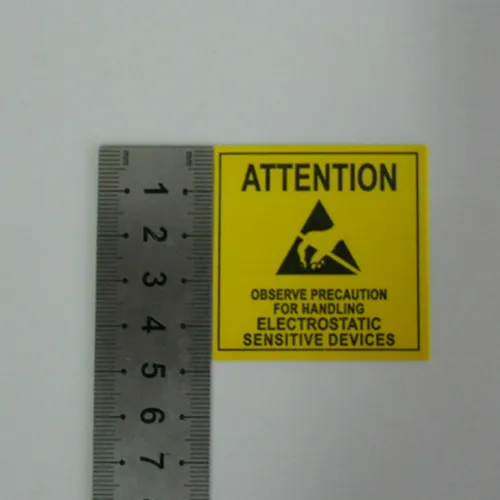 ATTENTION
OBSERVE PRECAUTION
FOR HANDLING
ELECTROSTATIC
SENSITIVE DEVICES
1
2
3
4
5
6
7